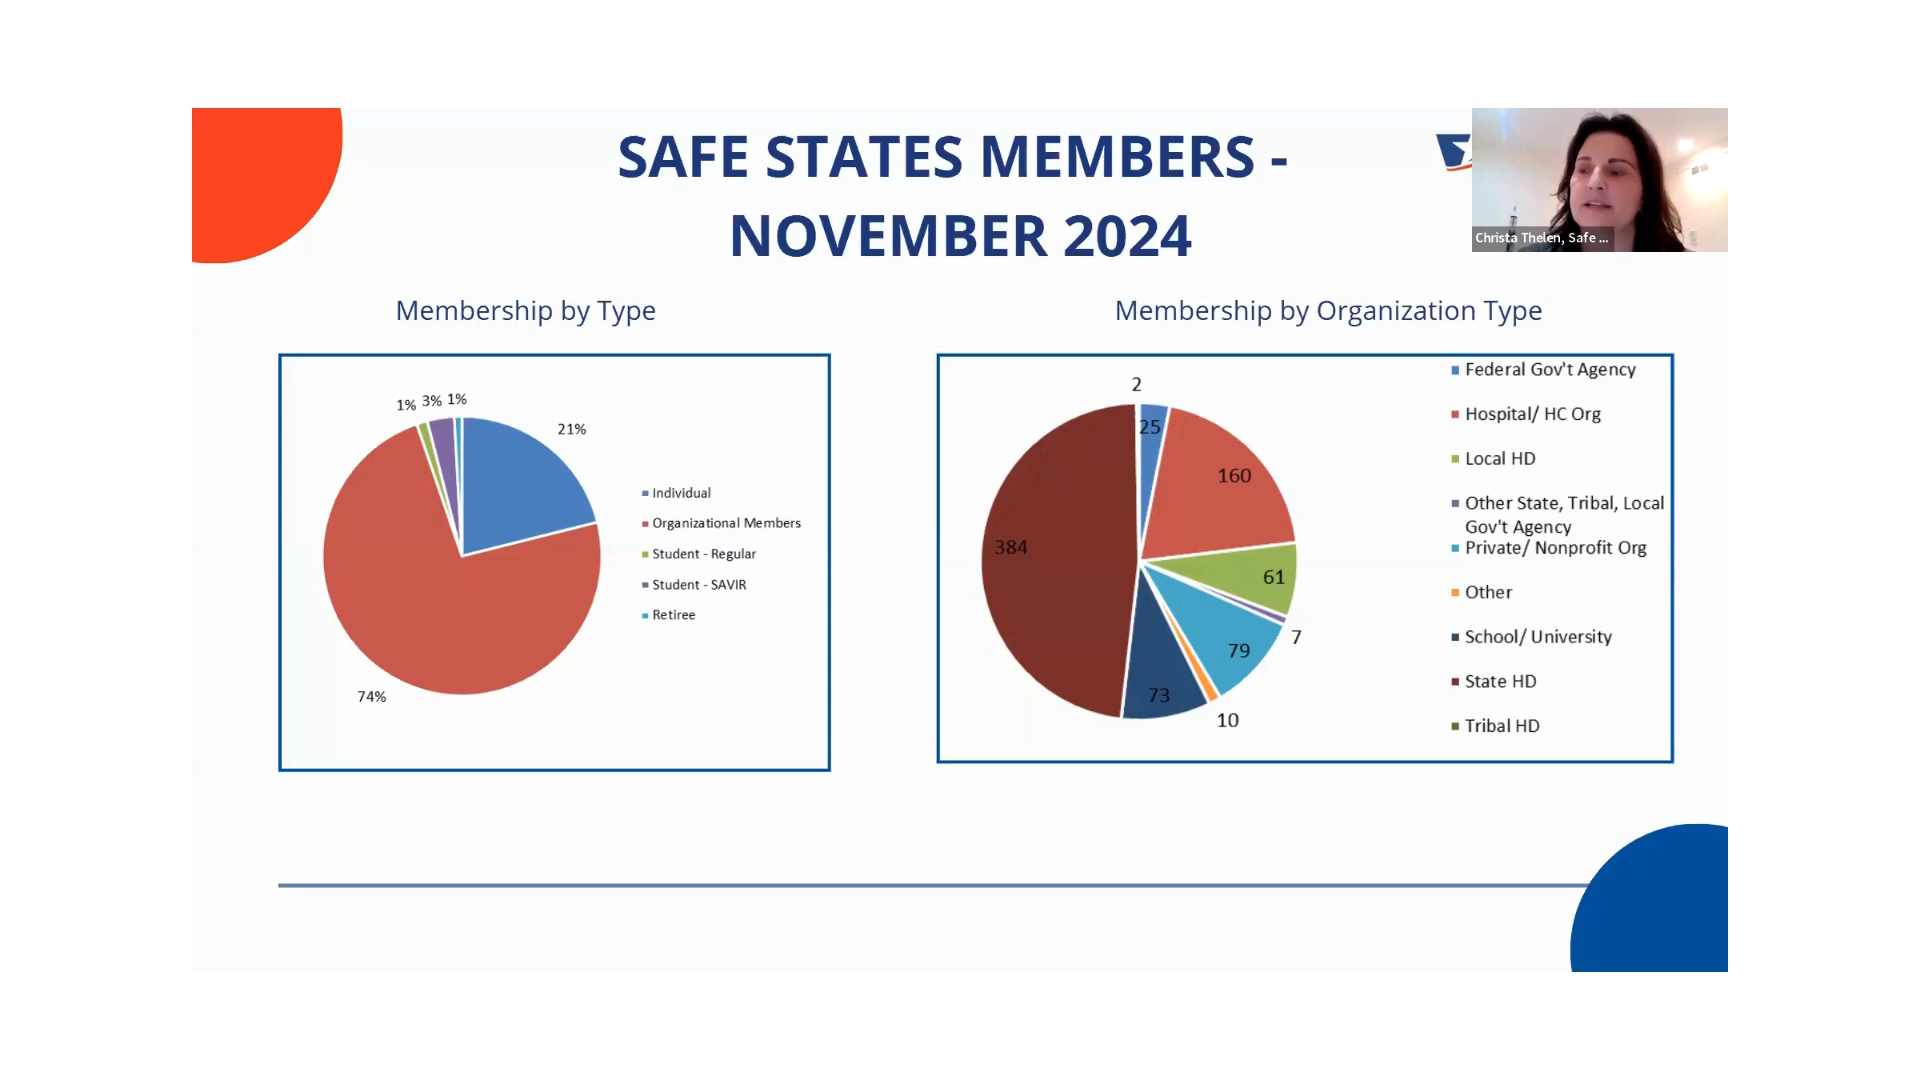 SAFE STATES MEMBERS -
NOVEMBER 2024
Christa Thelen, Safe ...
Membership by Type
1%
3%
1%
21%
74%
Individual
Organizational Members
Student - Regular
Student - SAVIR
Retiree
Membership by Organization Type
2
25
160
384
61
7
79
73
10
Federal Gov't Agency
Hospital/ HC Org
Local HD
Other State, Tribal, Local
Gov't Agency
Private/ Nonprofit Org
Other
School/ University
State HD
Tribal HD